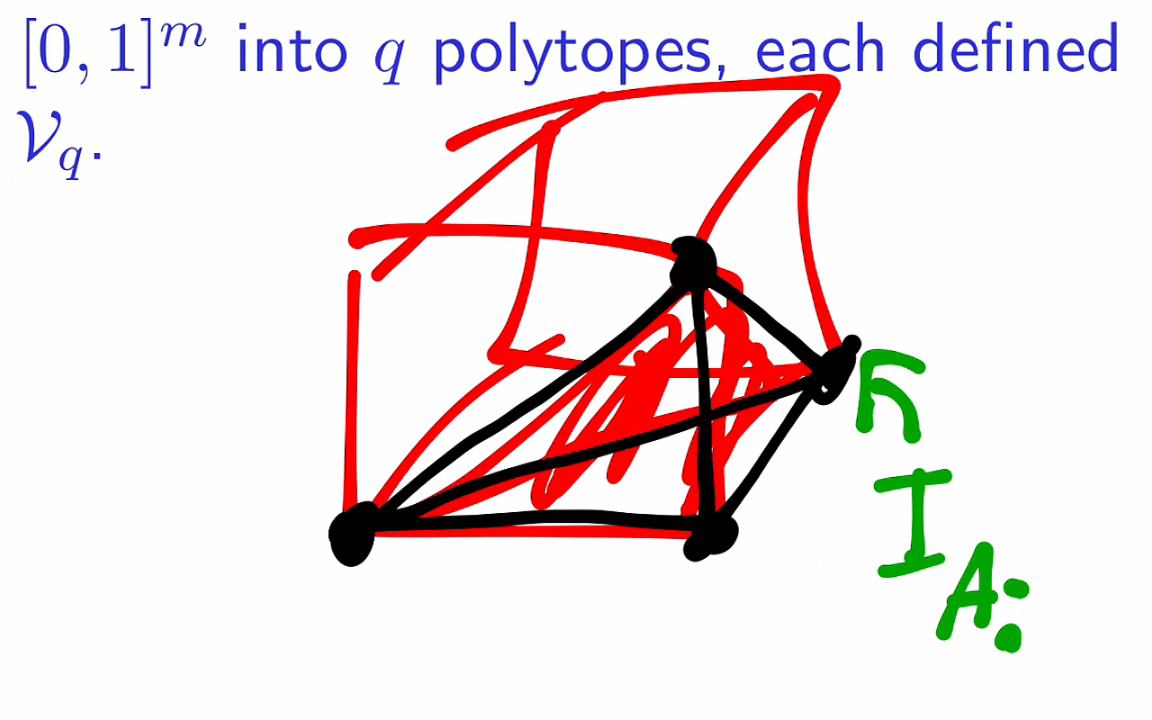 [0, 1]^m into q polytopes, each defined
𝒱_q.
I
A: